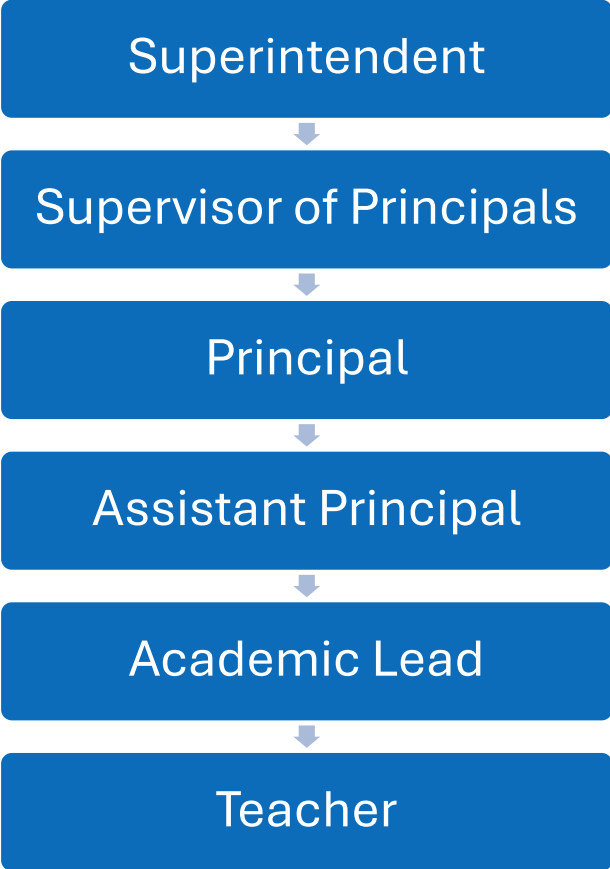 Superintendent
Supervisor of Principals
Principal
Assistant Principal
Academic Lead
Teacher